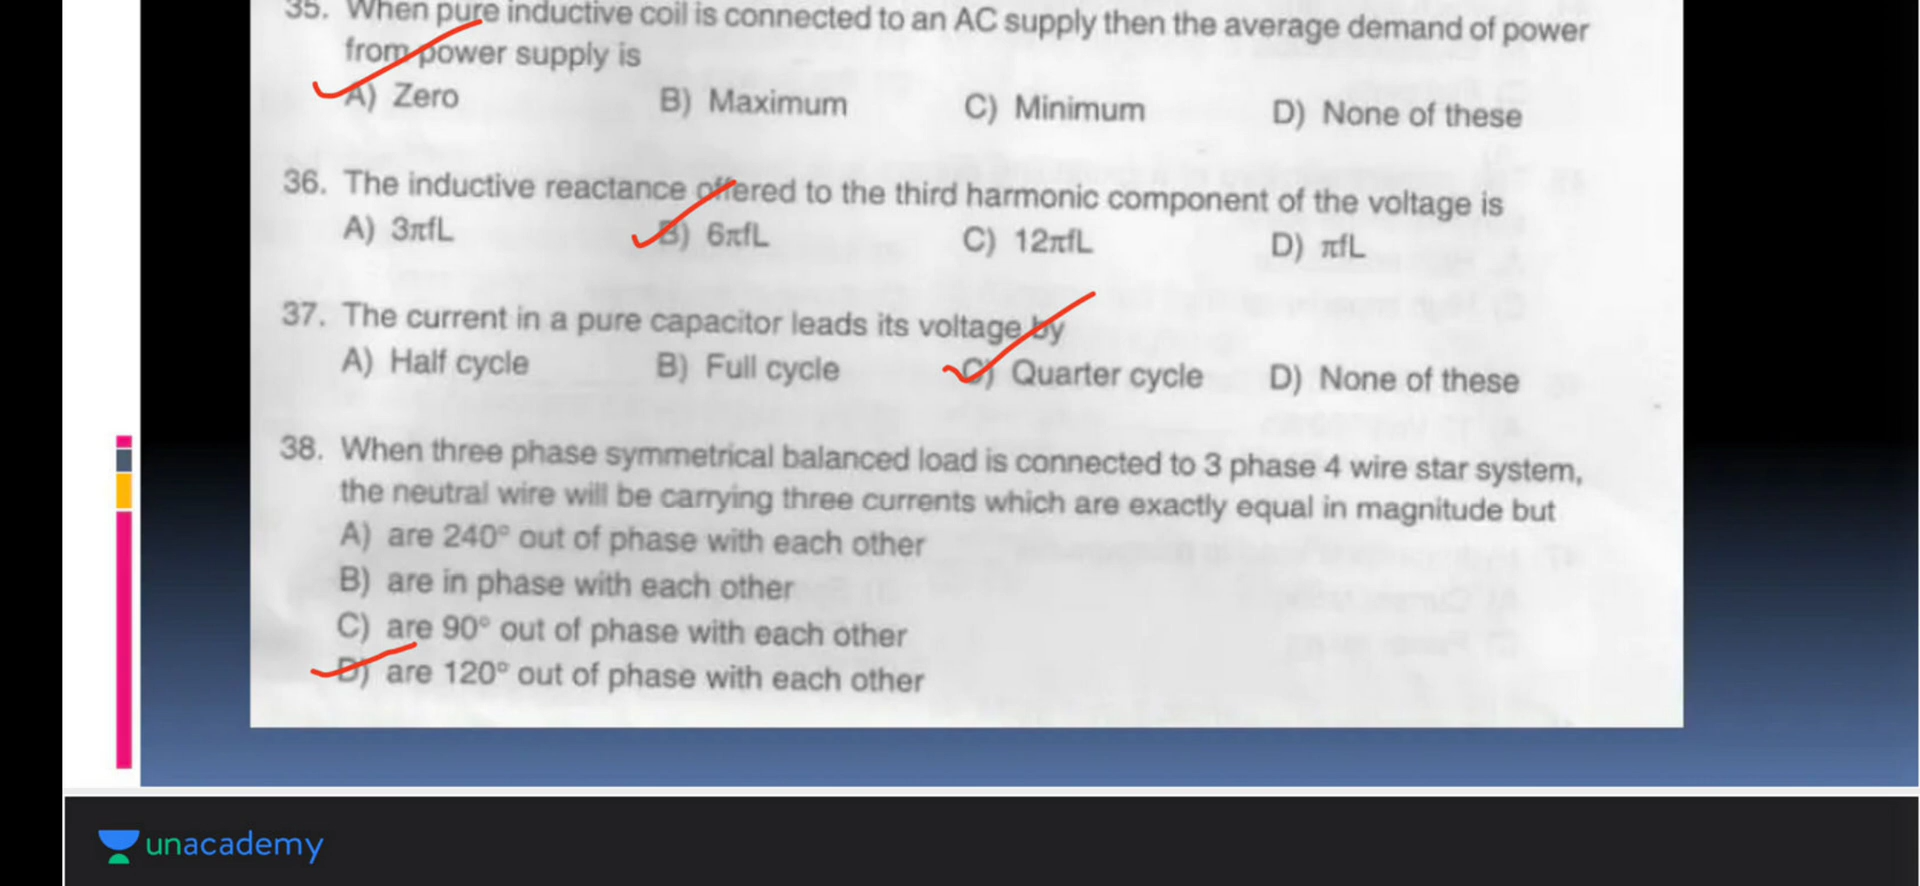 35. When pure inductive coil is connected to an AC supply then the average demand of power
from power supply is
A) Zero B) Maximum C) Minimum D) None of these
36. The inductive reactance offered to the third harmonic component of the voltage is
A) 3πfL B) 6πfL C) 12πfL D) πfL
37. The current in a pure capacitor leads its voltage by
A) Half cycle B) Full cycle C) Quarter cycle D) None of these
38. When three phase symmetrical balanced load is connected to 3 phase 4 wire star system,
the neutral wire will be carrying three currents which are exactly equal in magnitude but
A) are 240° out of phase with each other
B) are in phase with each other
C) are 90° out of phase with each other
D) are 120° out of phase with each other
unacademy